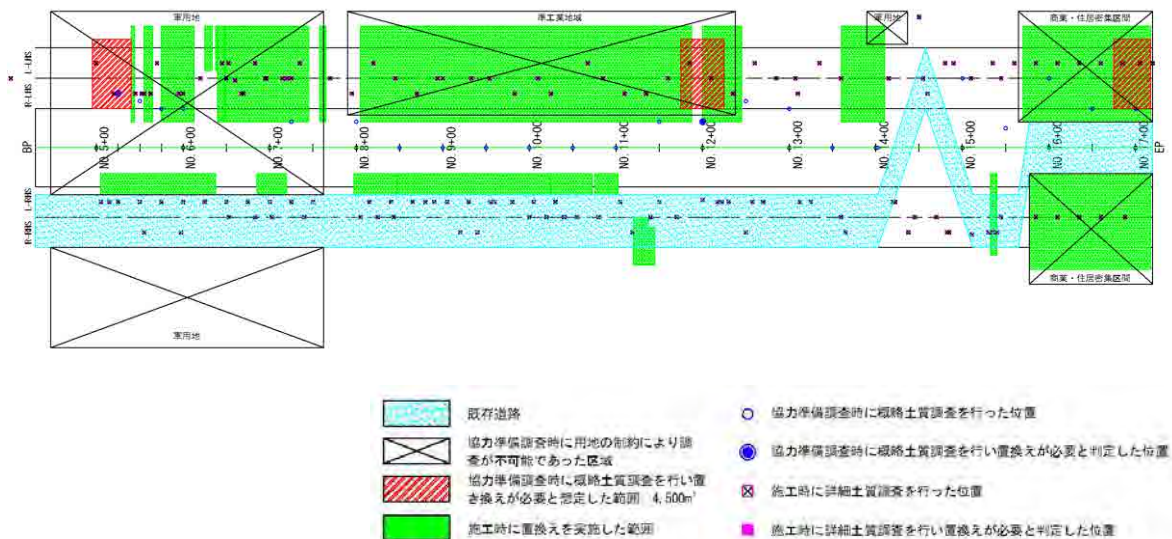 軍用地
準工業地域
軍用地
商業・住居密集区間
L-LHS
R-LHS
BP
NO.5+00
NO.6+00
NO.7+00
NO.8+00
NO.9+00
NO.10+00
NO.11+00
NO.12+00
NO.13+00
NO.14+00
NO.15+00
NO.16+00
NO.17+00
EP
L-RHS
R-RHS
商業・住居密集区間
軍用地
既存道路
協力準備調査時に用地の制約により調
査が不可能であった区域
協力準備調査時に概略土質調査を行い置
き換えが必要と想定した範囲 4,500m³
施工時に置換えを実施した範囲
協力準備調査時に概略土質調査を行った位置
協力準備調査時に概略土質調査を行い置換えが必要と判定した位置
施工時に詳細土質調査を行った位置
施工時に詳細土質調査を行い置換えが必要と判定した位置